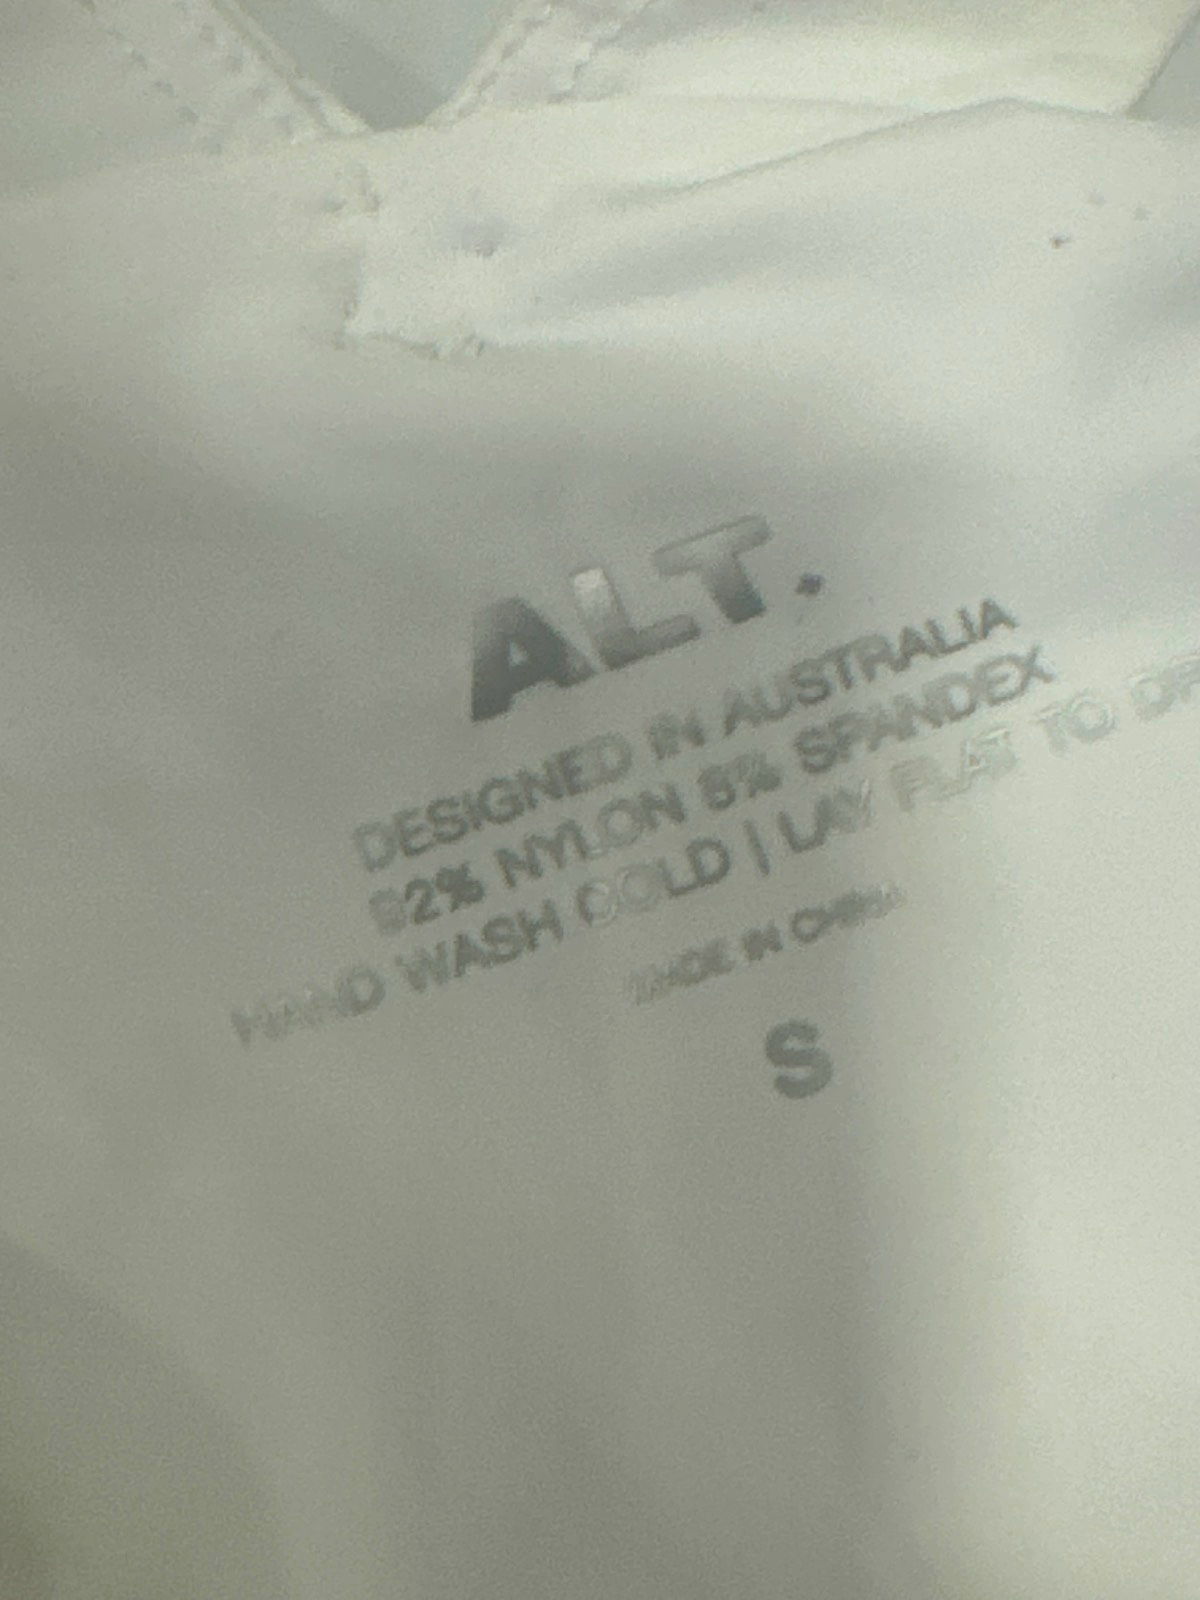 ALT.
DESIGNED IN AUSTRALIA
92% NYLON 8% SPANDEX
HAND WASH COLD | LAY FLAT TO
MADE IN CHINA
S